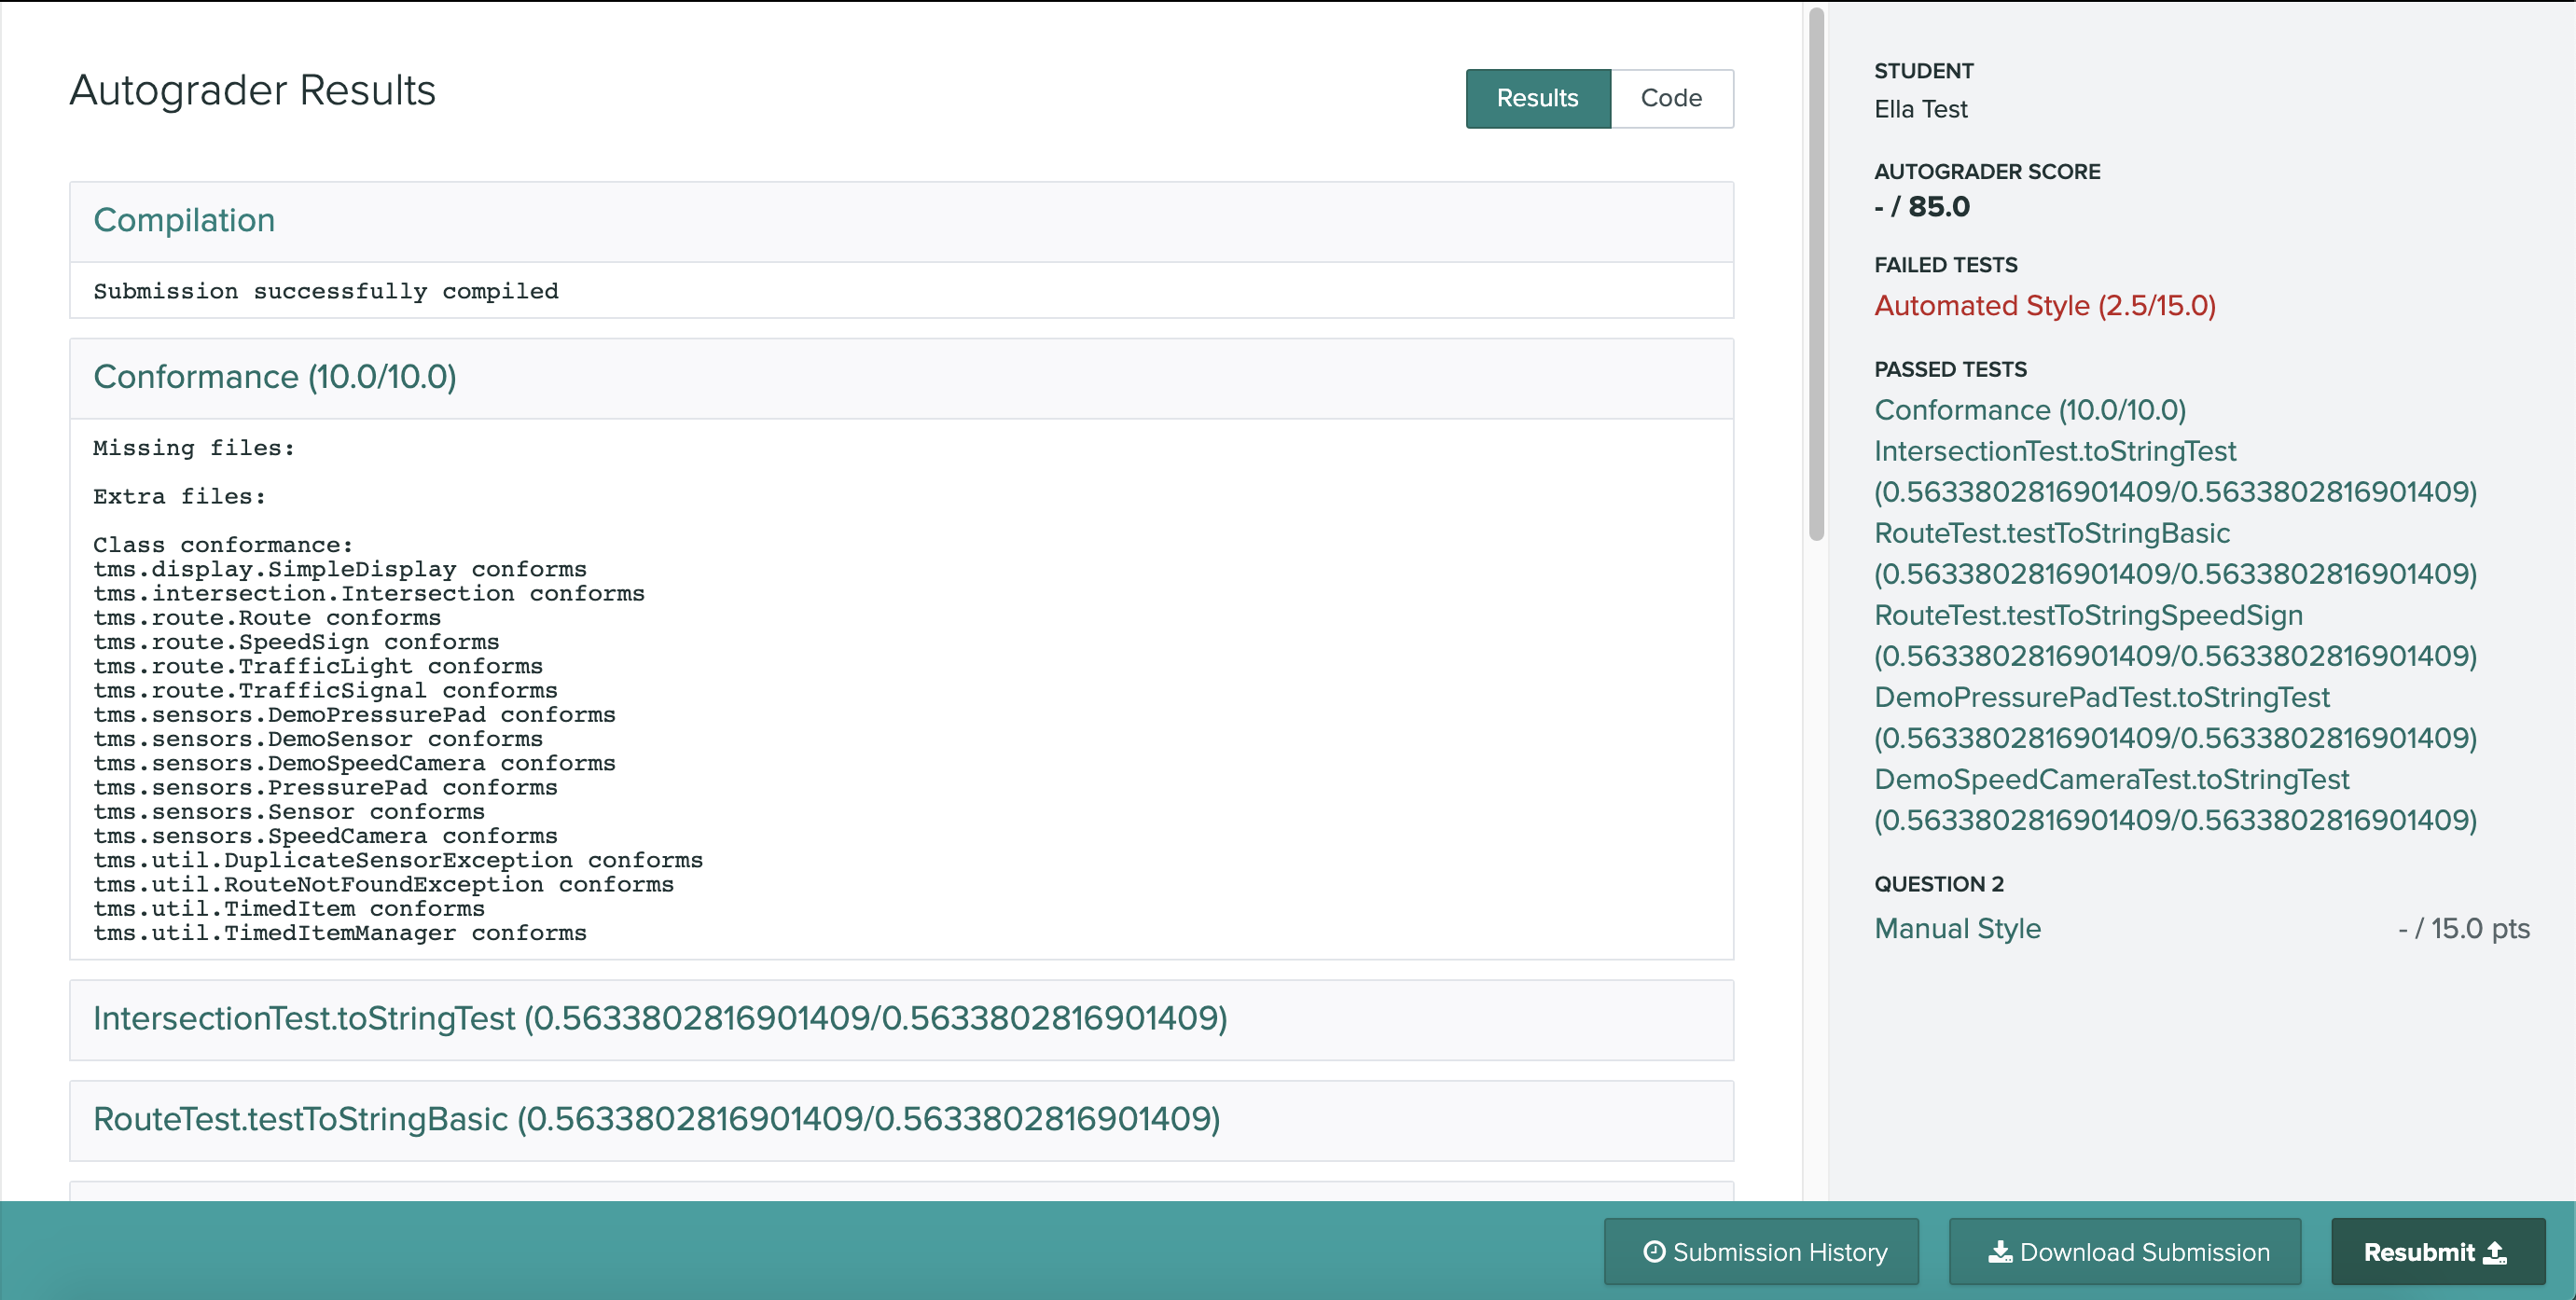 Autograder Results
Results
Code
Compilation
Submission successfully compiled
Conformance (10.0/10.0)
Missing files:
Extra files:
Class conformance:
tms.display.SimpleDisplay conforms
tms.intersection.Intersection conforms
tms.route.Route conforms
tms.route.SpeedSign conforms
tms.route.TrafficLight conforms
tms.route.TrafficSignal conforms
tms.sensors.DemoPressurePad conforms
tms.sensors.DemoSensor conforms
tms.sensors.DemoSpeedCamera conforms
tms.sensors.PressurePad conforms
tms.sensors.Sensor conforms
tms.sensors.SpeedCamera conforms
tms.util.DuplicateSensorException conforms
tms.util.RouteNotFoundException conforms
tms.util.TimedItem conforms
tms.util.TimedItemManager conforms
IntersectionTest.toStringTest (0.5633802816901409/0.5633802816901409)
RouteTest.testToStringBasic (0.5633802816901409/0.5633802816901409)
STUDENT
Ella Test
AUTOGRADER SCORE
- / 85.0
FAILED TESTS
Automated Style (2.5/15.0)
PASSED TESTS
Conformance (10.0/10.0)
IntersectionTest.toStringTest
(0.5633802816901409/0.5633802816901409)
RouteTest.testToStringBasic
(0.5633802816901409/0.5633802816901409)
RouteTest.testToStringSpeedSign
(0.5633802816901409/0.5633802816901409)
DemoPressurePadTest.toStringTest
(0.5633802816901409/0.5633802816901409)
DemoSpeedCameraTest.toStringTest
(0.5633802816901409/0.5633802816901409)
QUESTION 2
Manual Style - / 15.0 pts
Submission History
Download Submission
Resubmit